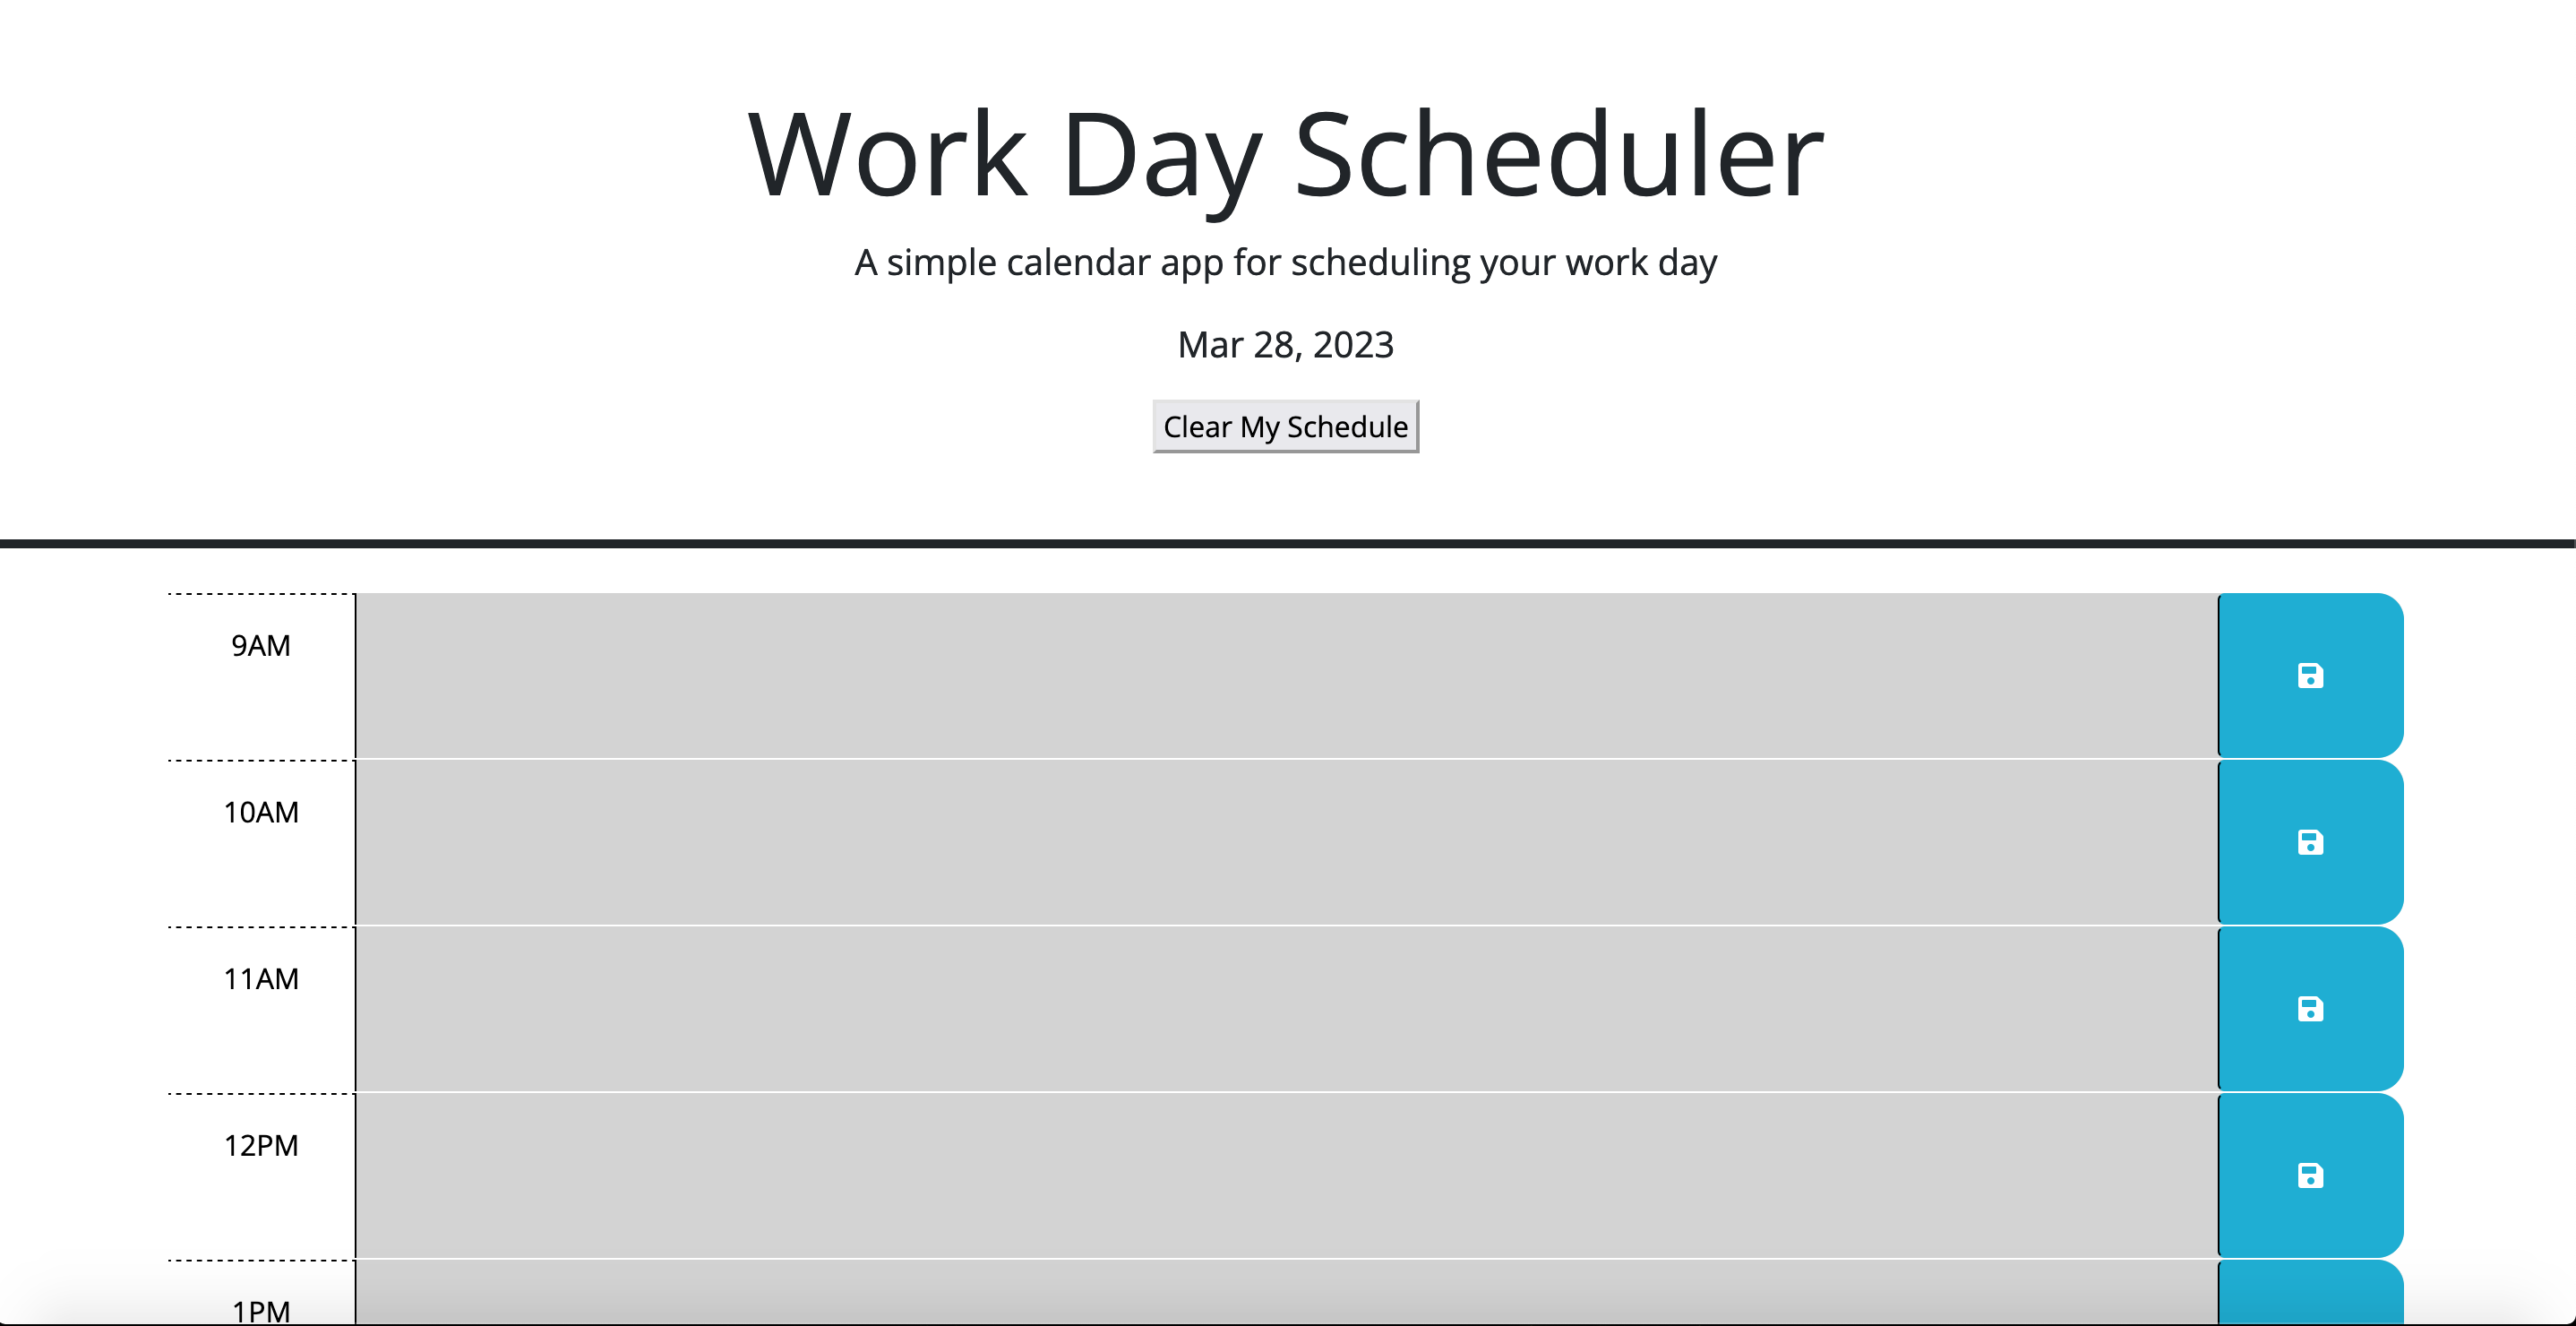 Work Day Scheduler
A simple calendar app for scheduling your work day
Mar 28, 2023
Clear My Schedule
9AM
10AM
11AM
12PM
1PM